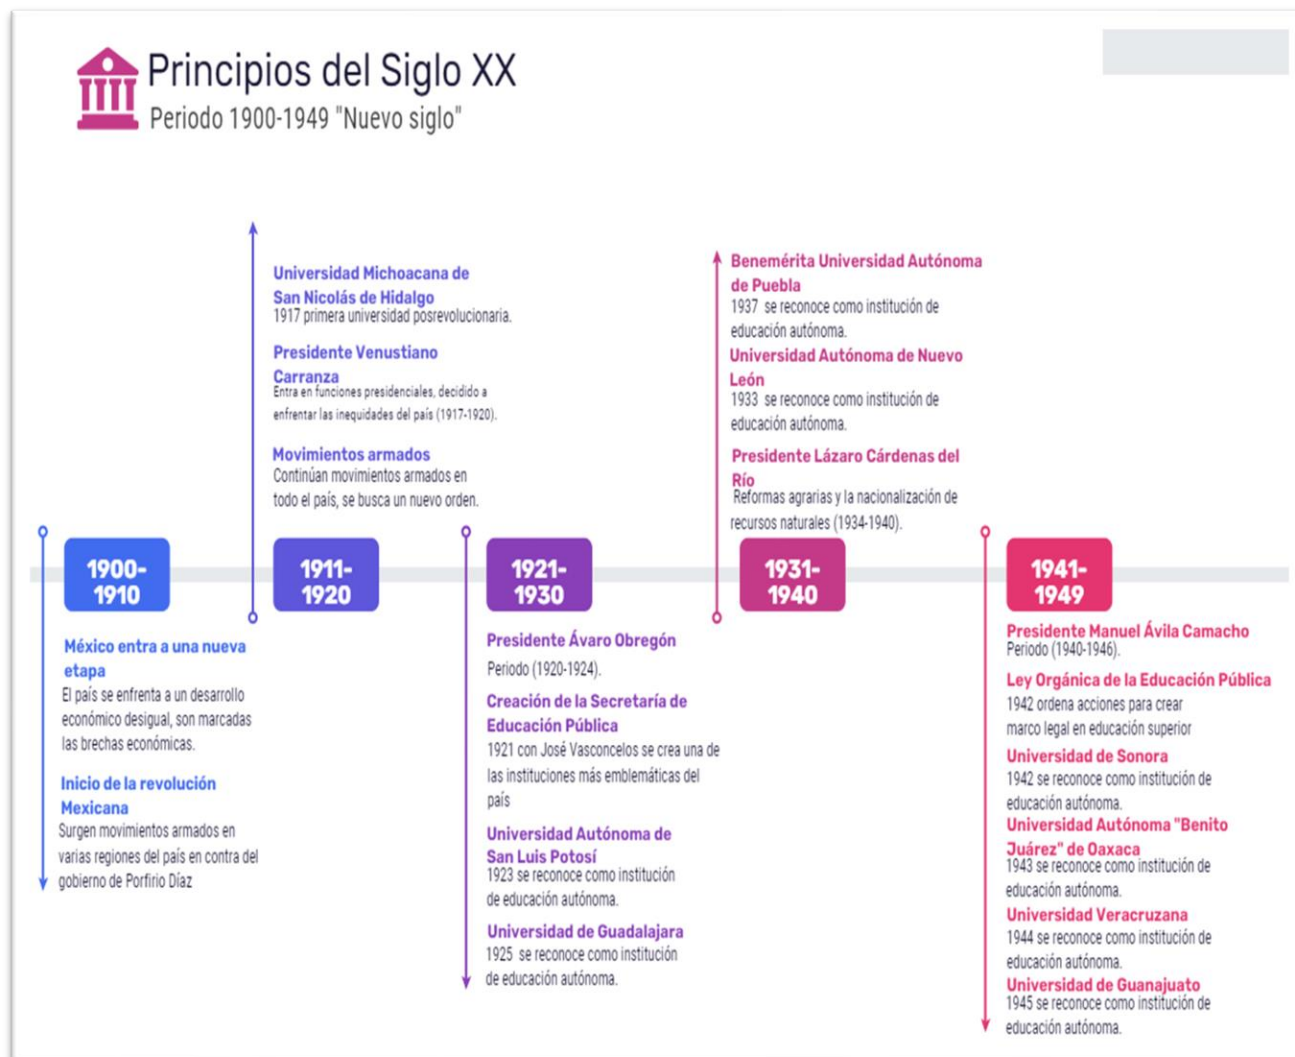 Principios del Siglo XX
Periodo 1900-1949 "Nuevo siglo"
1900-
1910
México entra a una nueva
etapa
El país se enfrenta a un desarrollo
económico desigual, son marcadas
las brechas económicas.
Inicio de la revolución
Mexicana
Surgen movimientos armados en
varias regiones del país en contra del
gobierno de Porfirio Díaz
Universidad Michoacana de
San Nicolás de Hidalgo
1917 primera universidad posrevolucionaria.
Presidente Venustiano
Carranza
Entra en funciones presidenciales, decidido a
enfrentar las inequidades del país (1917-1920).
Movimientos armados
Continúan movimientos armados en
todo el país, se busca un nuevo orden.
1911-
1920
1921-
1930
Presidente Ávaro Obregón
Periodo (1920-1924).
Creación de la Secretaría de
Educación Pública
1921 con José Vasconcelos se crea una de
las instituciones más emblemáticas del
país
Universidad Autónoma de
San Luis Potosí
1923 se reconoce como institución
de educación autónoma.
Universidad de Guadalajara
1925 se reconoce como institución
de educación autónoma.
Benemérita Universidad Autónoma
de Puebla
1937 se reconoce como institución de
educación autónoma.
Universidad Autónoma de Nuevo
León
1933 se reconoce como institución de
educación autónoma.
Presidente Lázaro Cárdenas del
Río
Reformas agrarias y la nacionalización de
recursos naturales (1934-1940).
1931-
1940
1941-
1949
Presidente Manuel Ávila Camacho
Periodo (1940-1946).
Ley Orgánica de la Educación Pública
1942 ordena acciones para crear
marco legal en educación superior
Universidad de Sonora
1942 se reconoce como institución de
educación autónoma.
Universidad Autónoma "Benito
Juárez" de Oaxaca
1943 se reconoce como institución de
educación autónoma.
Universidad Veracruzana
1944 se reconoce como institución de
educación autónoma.
Universidad de Guanajuato
1945 se reconoce como institución de
educación autónoma.